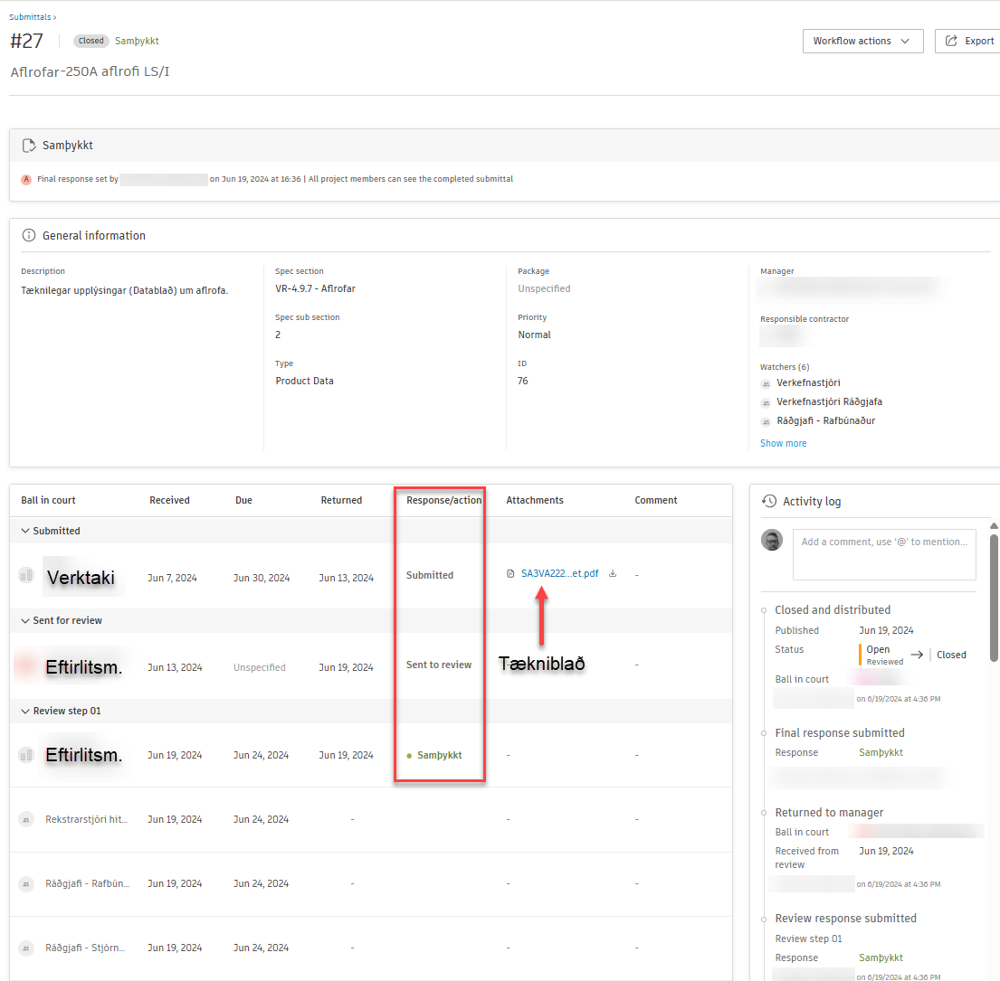 Submittals ›
#27 Closed Samþykkt
Workflow actions Export
Aflrofar-250A aflrofi LS/I
Samþykkt
A Final response set by on Jun 19, 2024 at 16:36 | All project members can see the completed submittal
General information
Description
Tæknilegar upplýsingar (Datablað) um aflrofa.
Spec section
VR-4.9.7 - Aflrofar
Spec sub section
2
Type
Product Data
Package
Unspecified
Priority
Normal
ID
76
Manager
Responsible contractor
Watchers (6)
Verkefnastjóri
Verkefnastjóri Ráðgjafa
Ráðgjafi - Rafbúnaður
Show more
Ball in court Received Due Returned Response/action Attachments Comment
Submitted
Verktaki Jun 7, 2024 Jun 30, 2024 Jun 13, 2024 Submitted SA3VA222...et.pdf -
Sent for review
Eftirlitsm. Jun 13, 2024 Unspecified Jun 19, 2024 Sent to review Tækniblað -
Review step 01
Eftirlitsm. Jun 19, 2024 Jun 24, 2024 Jun 19, 2024 Samþykkt - -
Rekstrarstjóri hit... Jun 19, 2024 Jun 24, 2024 - - -
Ráðgjafi - Rafbún... Jun 19, 2024 Jun 24, 2024 - - -
Ráðgjafi - Stjórn... Jun 19, 2024 Jun 24, 2024 - - -
Activity log
Add a comment, use ‘@’ to mention...
Closed and distributed
Published Jun 19, 2024
Status Open Closed
Reviewed
Ball in court
on 6/19/2024 at 4:36 PM
Final response submitted
Response Samþykkt
Returned to manager
Ball in court
Received from Jun 19, 2024
review
on 6/19/2024 at 4:36 PM
Review response submitted
Review step 01
Response Samþykkt
on 6/19/2024 at 4:36 PM